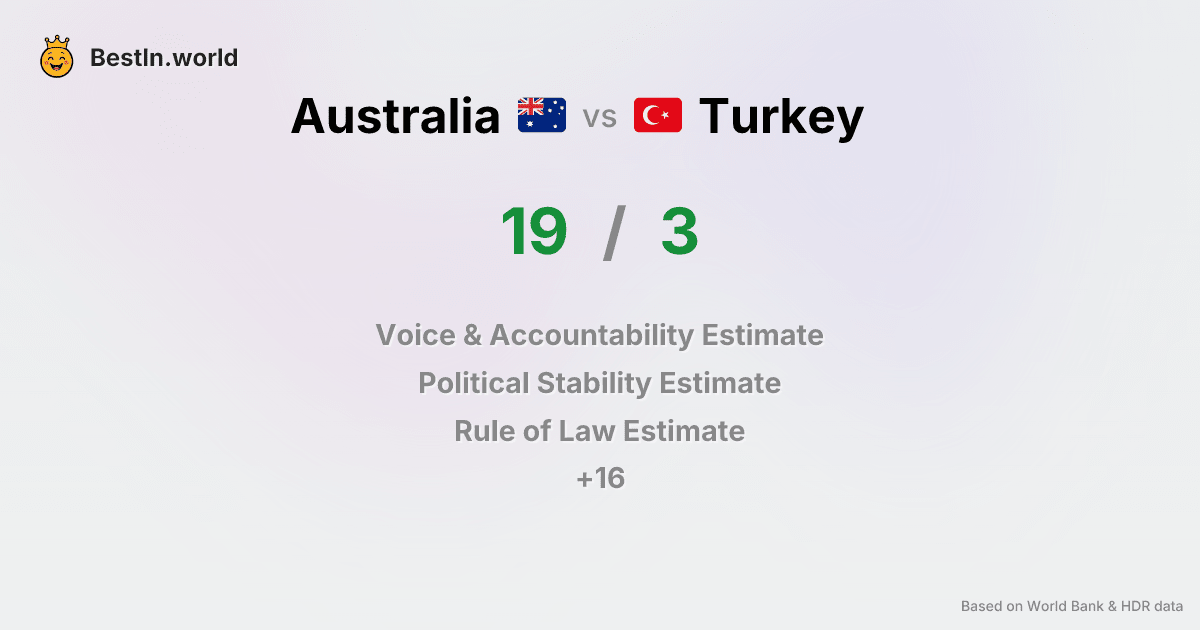 BestIn.world
Australia vs Turkey
19 / 3
Voice & Accountability Estimate
Political Stability Estimate
Rule of Law Estimate
+16
Based on World Bank & HDR data